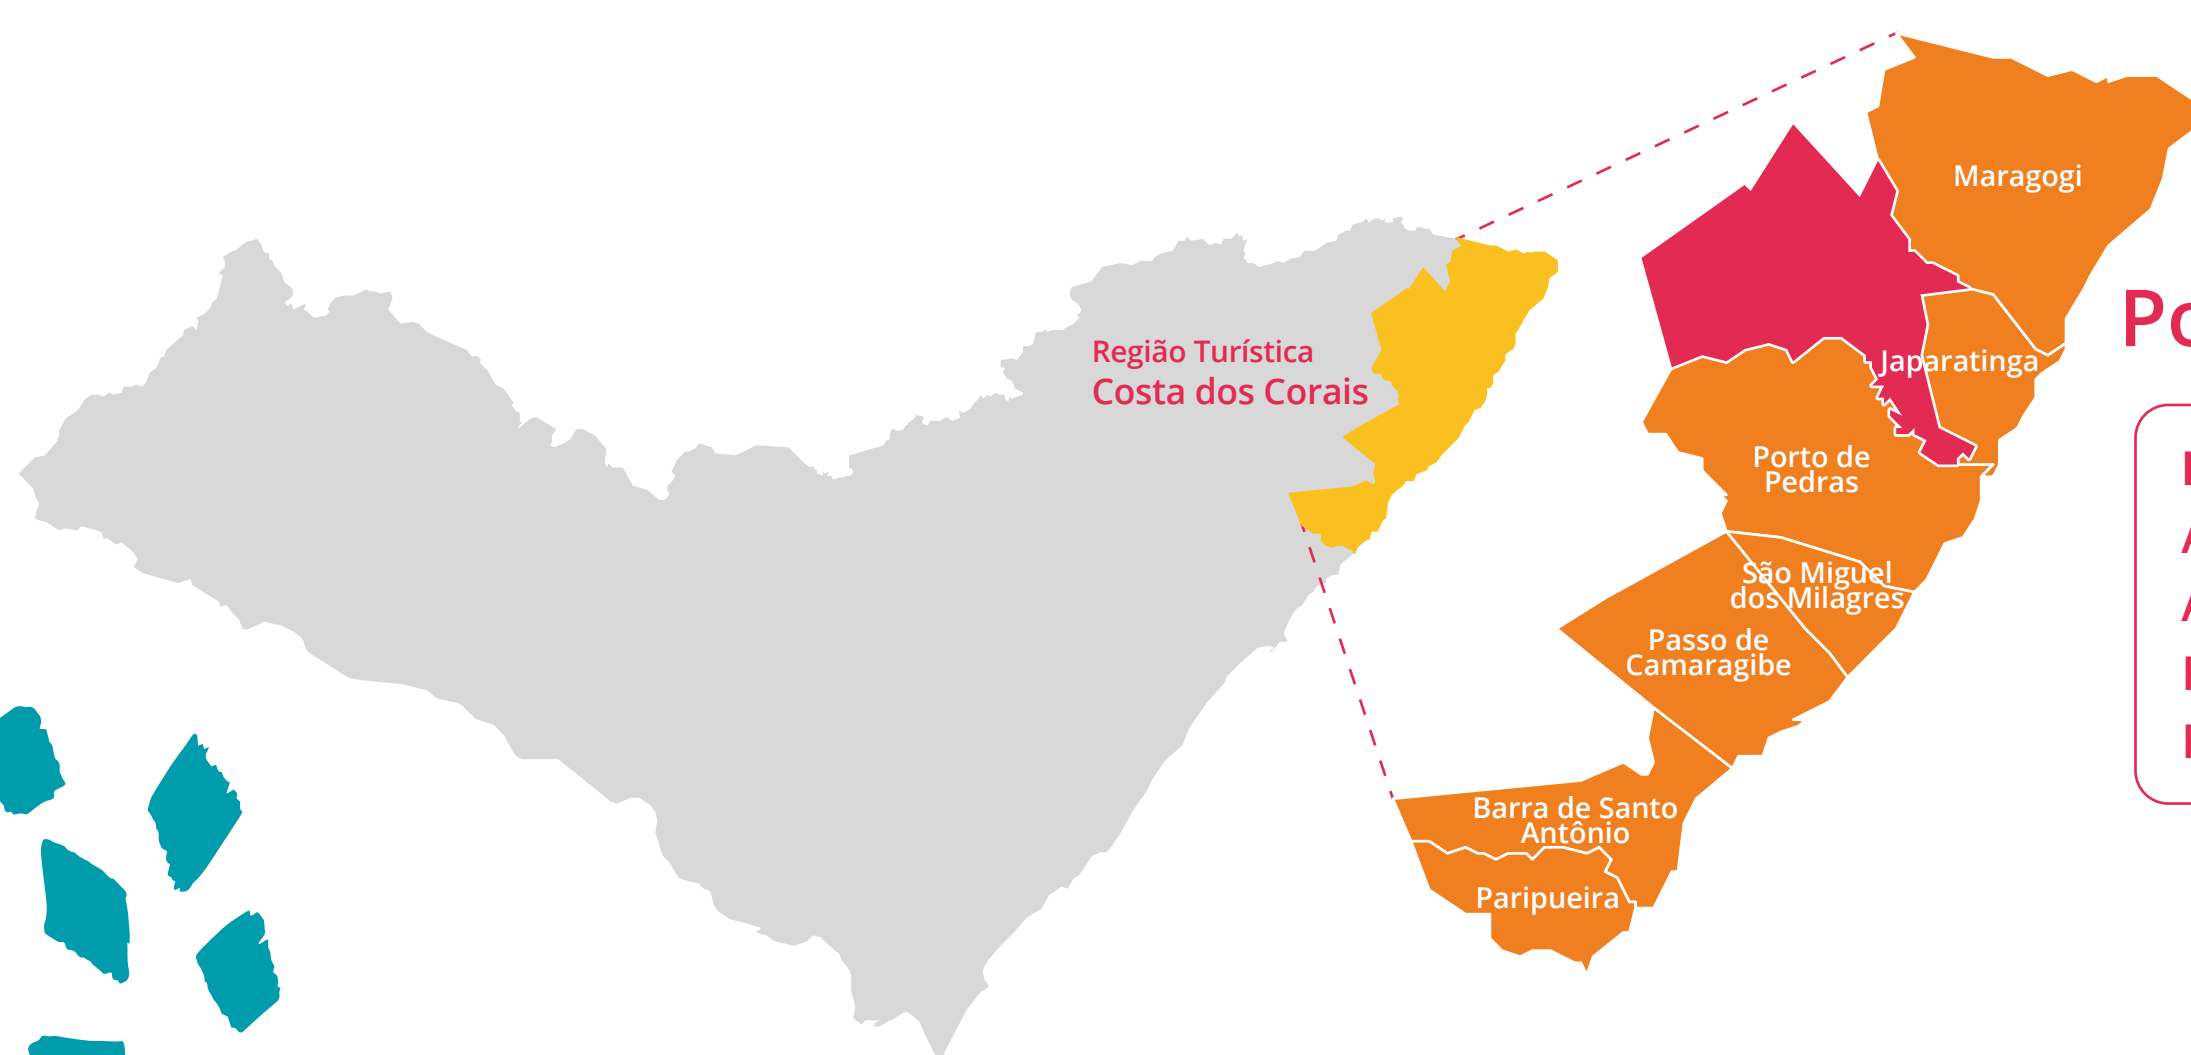 Maragogi
Região Turística
Costa dos Corais
Japaratinga
Porto de
Pedras
São Miguel
dos Milagres
Passo de
Camaragibe
Barra de Santo
Antônio
Paripueira